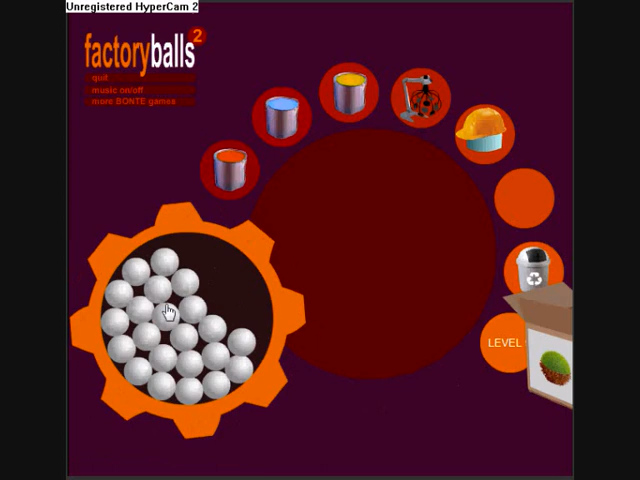 Unregistered HyperCam 2
factoryballs 2
quit
music on/off
more BONTE games
LEVEL